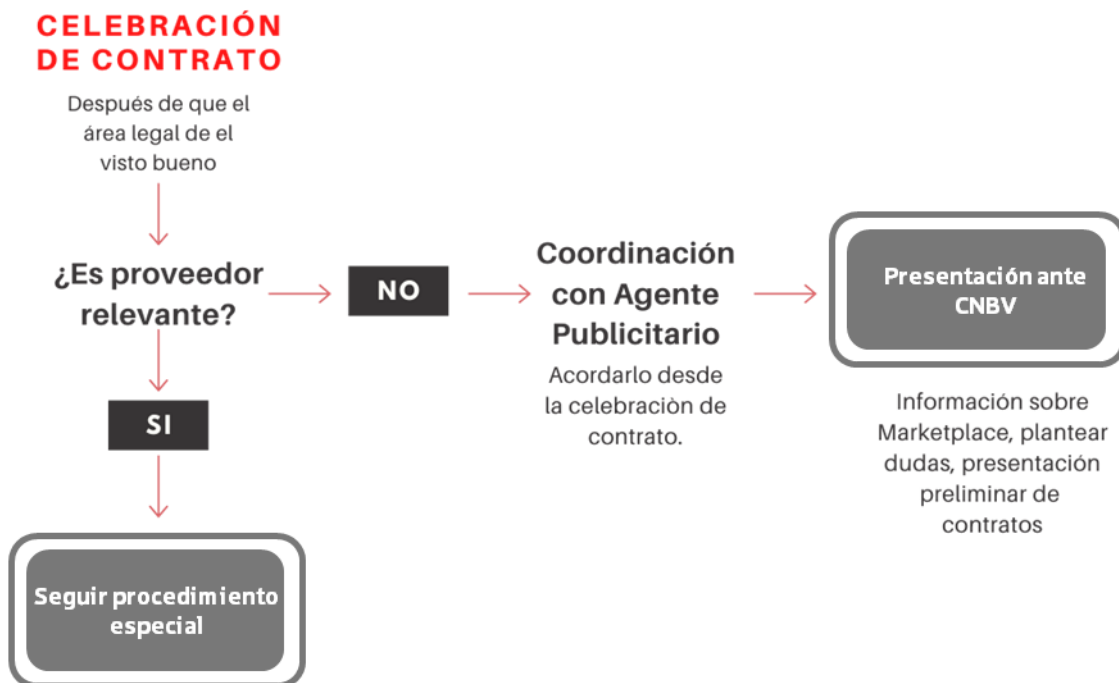 CELEBRACIÓN
DE CONTRATO
Después de que el
área legal de el
visto bueno
¿Es proveedor
relevante?
NO
Coordinación
con Agente
Publicitario
Acordarlo desde
la celebraciòn de
contrato.
Presentación ante
CNBV
Información sobre
Marketplace, plantear
dudas, presentación
preliminar de
contratos
SI
Seguir procedimiento
especial